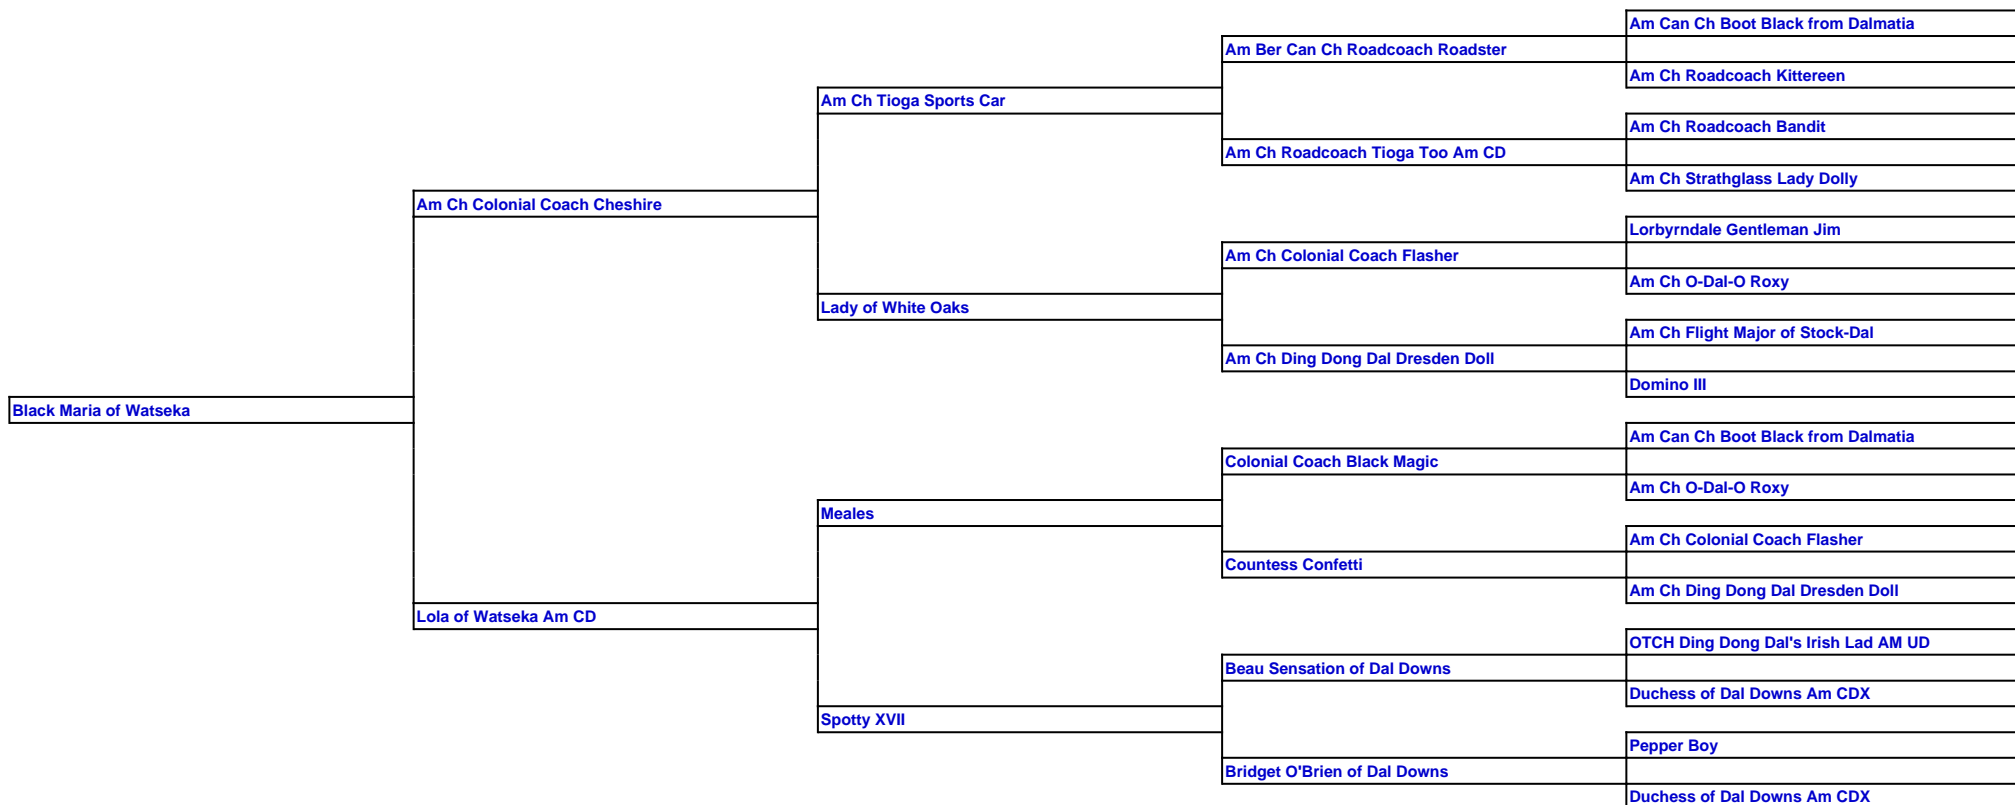 Am Can Ch Boot Black from Dalmatia
Am Ber Can Ch Roadcoach Roadster
Am Ch Roadcoach Kittereen
Am Ch Tioga Sports Car
Am Ch Roadcoach Bandit
Am Ch Roadcoach Tioga Too Am CD
Am Ch Strathglass Lady Dolly
Am Ch Colonial Coach Cheshire
Lorbyrndale Gentleman Jim
Am Ch Colonial Coach Flasher
Am Ch O-Dal-O Roxy
Lady of White Oaks
Am Ch Flight Major of Stock-Dal
Am Ch Ding Dong Dal Dresden Doll
Domino III
Black Maria of Watseka
Am Can Ch Boot Black from Dalmatia
Colonial Coach Black Magic
Am Ch O-Dal-O Roxy
Meales
Am Ch Colonial Coach Flasher
Countess Confetti
Am Ch Ding Dong Dal Dresden Doll
Lola of Watseka Am CD
OTCH Ding Dong Dal's Irish Lad AM UD
Beau Sensation of Dal Downs
Duchess of Dal Downs Am CDX
Spotty XVII
Pepper Boy
Bridget O'Brien of Dal Downs
Duchess of Dal Downs Am CDX